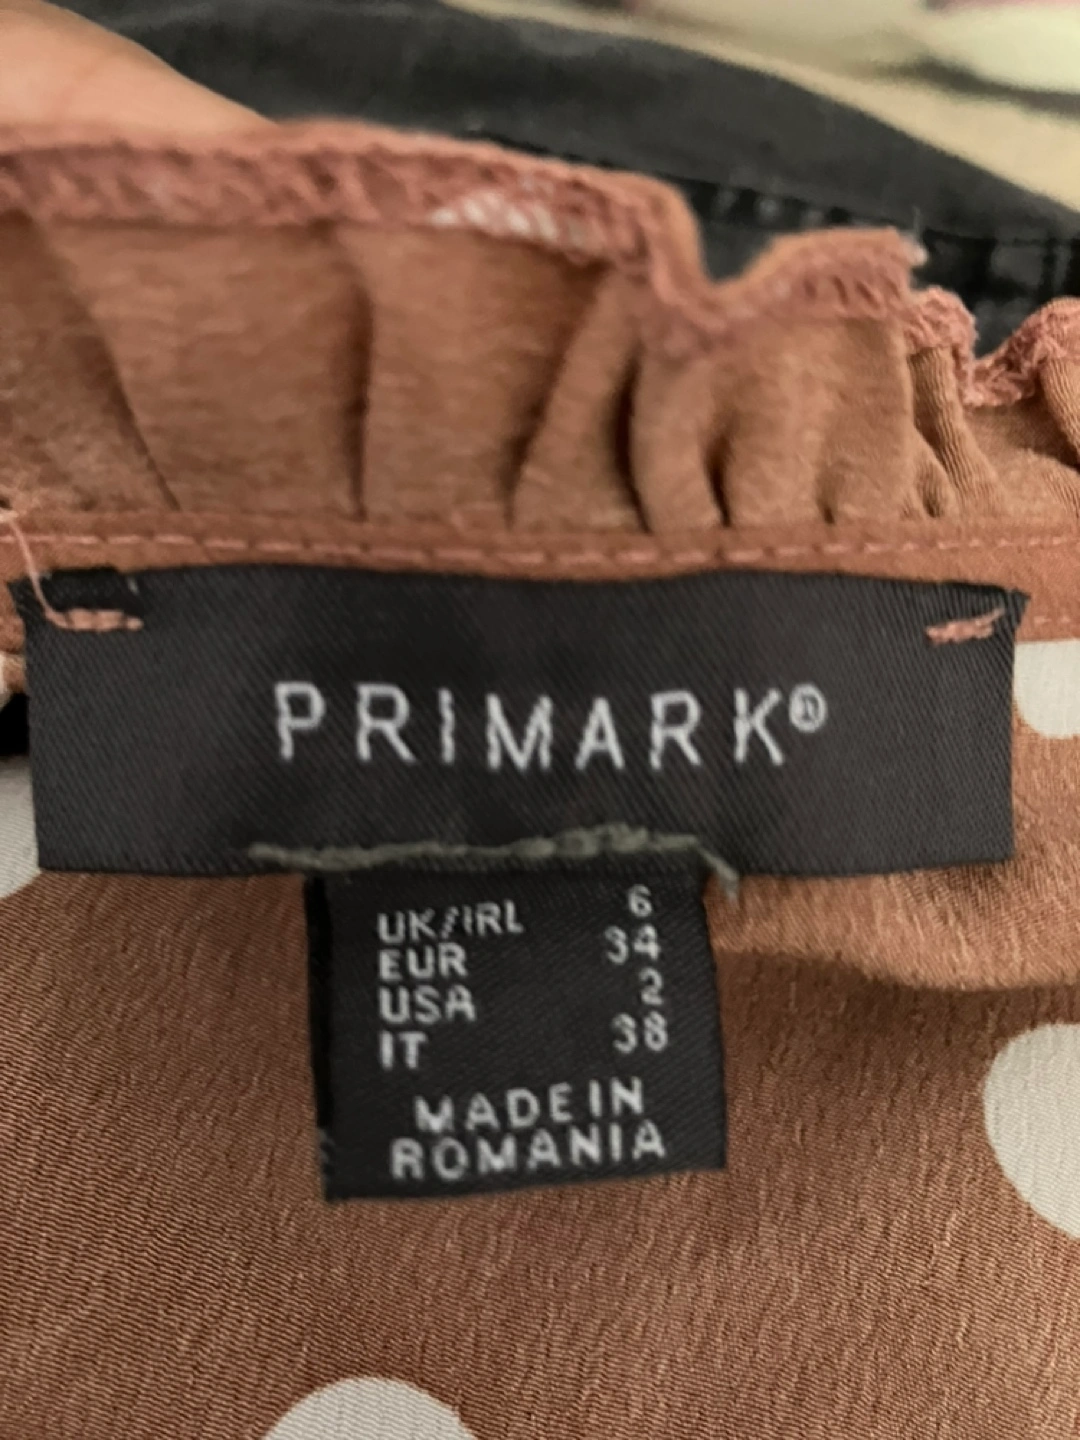 PRIMARK®
UK/IRL 6
EUR 34
USA 2
IT 38
MADE IN
ROMANIA